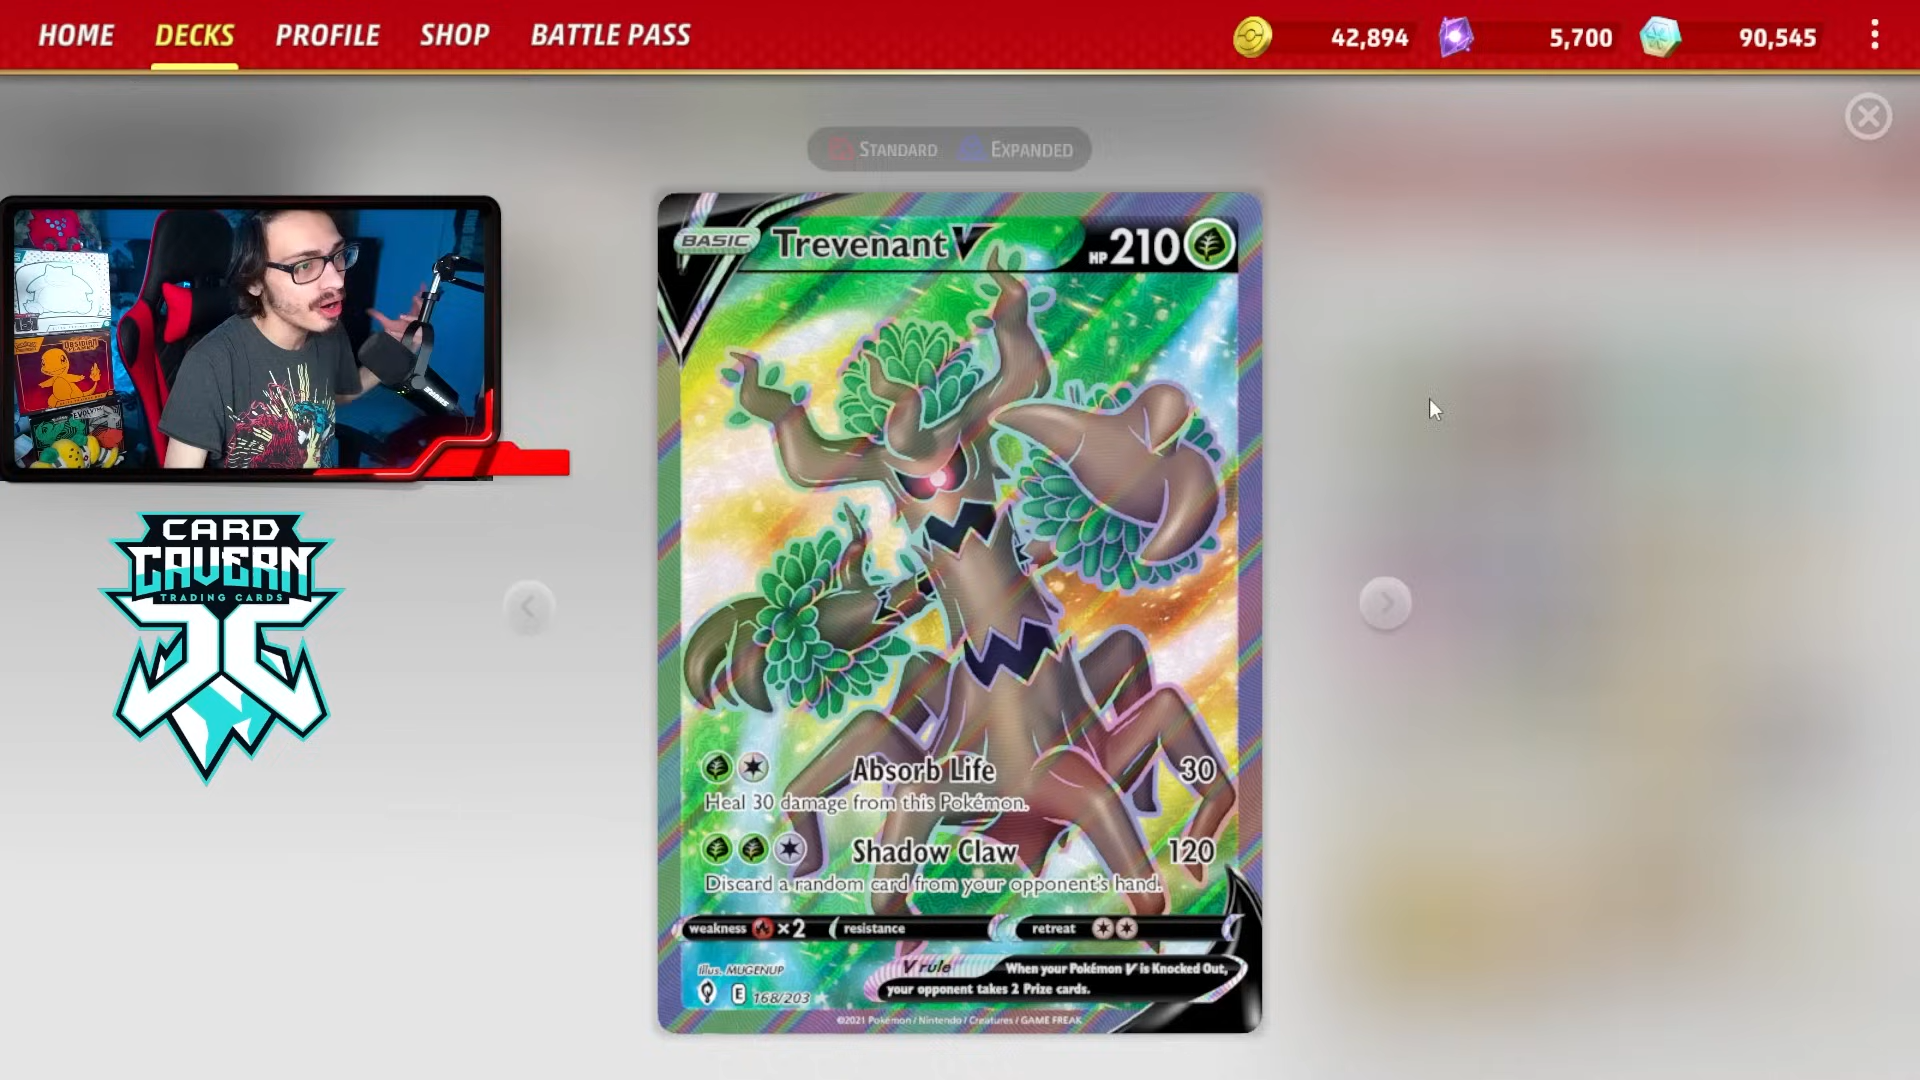 HOME DECKS PROFILE SHOP BATTLE PASS 42,894 5,700 90,545
STANDARD EXPANDED
BASIC Trevenant V HP 210
151
OBSIDIAN
CARD
CAVERN
TRADING CARDS
Absorb Life 30
Heal 30 damage from this Pokémon.
Shadow Claw 120
Discard a random card from your opponent's hand.
weakness ×2 resistance retreat
Illus. MUGENUP
V rule When your Pokémon V is Knocked Out,
your opponent takes 2 Prize cards.
E 168/203
©2021 Pokémon / Nintendo / Creatures / GAME FREAK